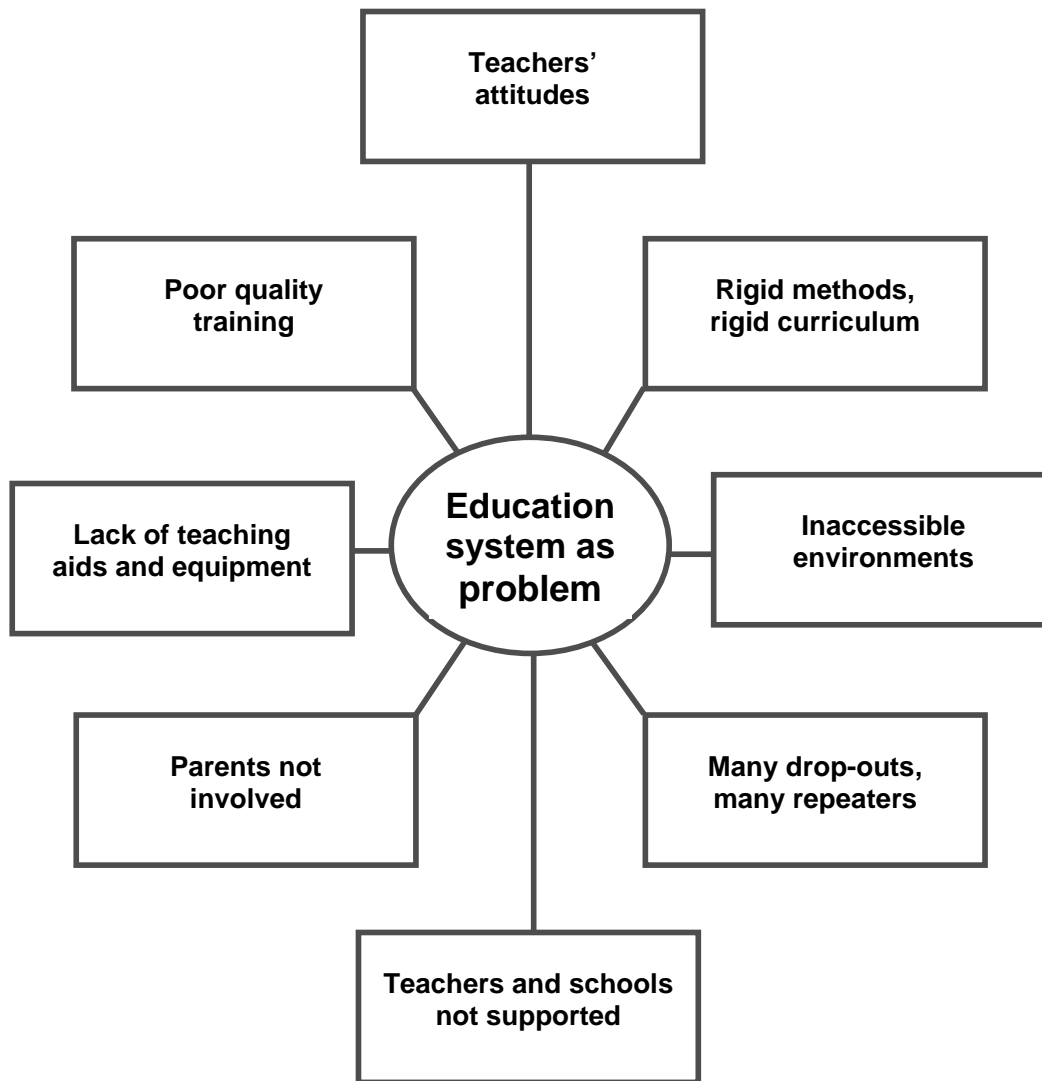 Teachers’
attitudes
Poor quality
training
Rigid methods,
rigid curriculum
Lack of teaching
aids and equipment
Education
system as
problem
Inaccessible
environments
Parents not
involved
Many drop-outs,
many repeaters
Teachers and schools
not supported